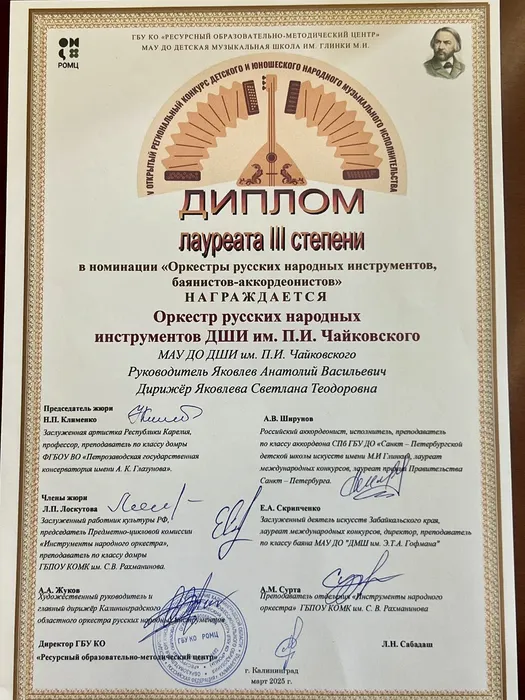 ГБУ КО «РЕСУРСНЫЙ ОБРАЗОВАТЕЛЬНО-МЕТОДИЧЕСКИЙ ЦЕНТР»
МАУ ДО ДЕТСКАЯ МУЗЫКАЛЬНАЯ ШКОЛА ИМ. ГЛИНКИ М.И.
РОМЦ
V ОТКРЫТЫЙ РЕГИОНАЛЬНЫЙ КОНКУРС ДЕТСКОГО И ЮНОШЕСКОГО НАРОДНОГО МУЗЫКАЛЬНОГО ИСПОЛНИТЕЛЬСТВА
ДИПЛОМ
лауреата III степени
в номинации «Оркестры русских народных инструментов,
баянистов-аккордеонистов»
НАГРАЖДАЕТСЯ
Оркестр русских народных
инструментов ДШИ им. П.И. Чайковского
МАУ ДО ДШИ им. П.И. Чайковского
Руководитель Яковлев Анатолий Васильевич
Дирижёр Яковлева Светлана Теодоровна
Председатель жюри
Н.П. Клименко
Заслуженная артистка Республики Карелия,
профессор, преподаватель по классу домры
ФГБОУ ВО «Петрозаводская государственная
консерватория имени А. К. Глазунова».
А.В. Ширунов
Российский аккордионист, исполнитель, преподаватель
по классу аккордеона СПб ГБУ ДО «Санкт – Петербургской
детской школы искусств имени М.И Глинки», лауреат
международных конкурсов, лауреат премии Правительства
Санкт – Петербурга.
Члены жюри
Л.П. Лоскутова
Заслуженный работник культуры РФ,
председатель Предметно-цикловой комиссии
«Инструменты народного оркестра»,
преподаватель по классу домры
ГБПОУ КОМК им. С.В. Рахманинова.
Е.А. Скринченко
Заслуженный деятель искусств Забайкальского края,
лауреат международных конкурсов, директор, преподаватель
по классу баяна МАУ ДО "ДМШ им. Э.Т.А. Гофмана"
А.А. Жуков
Художественный руководитель и
главный дирижёр Калининградского
областного оркестра русских народных инструментов
А.М. Сурта
Преподаватель отделения «Инструменты народного
оркестра» ГБПОУ КОМК им. С. В. Рахманинова
Директор ГБУ КО
«Ресурсный образовательно-методический центр»
Л.Н. Сабадаш
ГБУ КО РОМЦ
г. Калининград
март 2025 г.